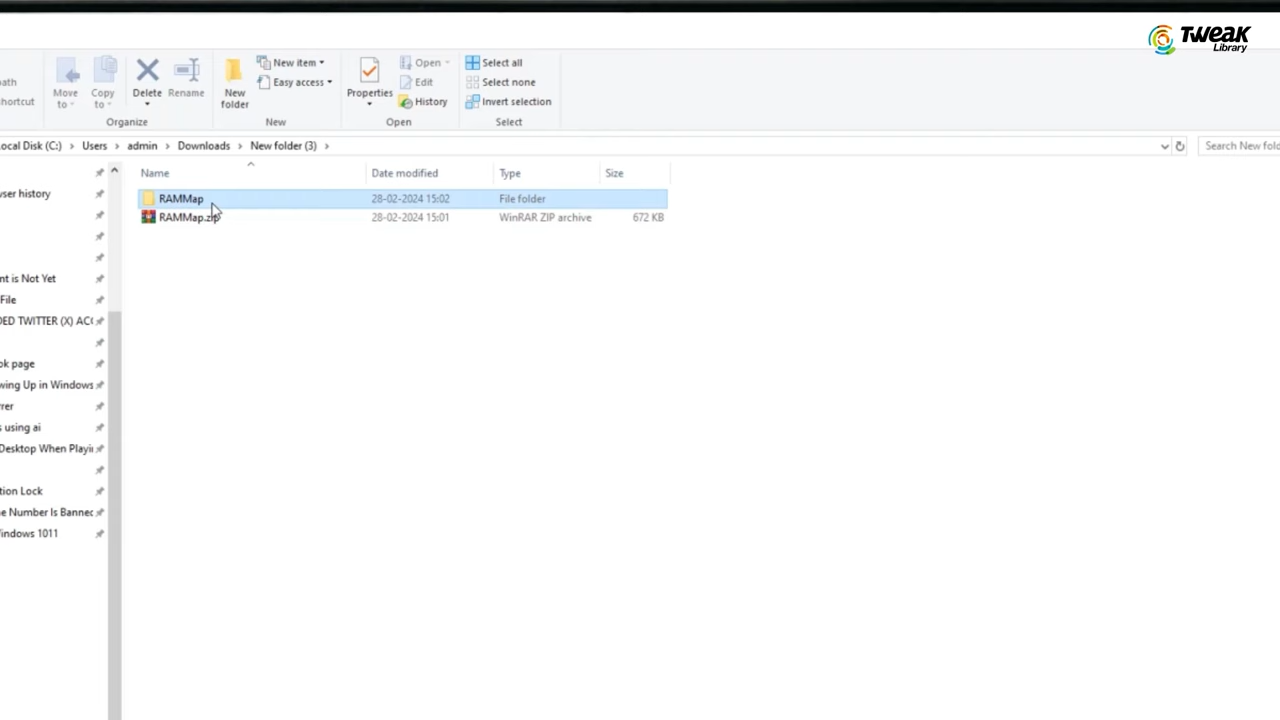 TWEAK
Library
ath
hortcut
Move
to
Copy
to
Delete
Rename
Organize
New
folder
New item
Easy access
New
Properties
Open
Edit
History
Open
Select all
Select none
Invert selection
Select
ocal Disk (C:) > Users > admin > Downloads > New folder (3) >
Search New fold
Name Date modified Type Size
RAMMap 28-02-2024 15:02 File folder
RAMMap.zip 28-02-2024 15:01 WinRAR ZIP archive 672 KB
ser history
nt is Not Yet
File
DED TWITTER (X) ACC
ok page
wing Up in Windows
rrer
s using ai
Desktop When Playi
tion Lock
e Number Is Banned
indows 1011